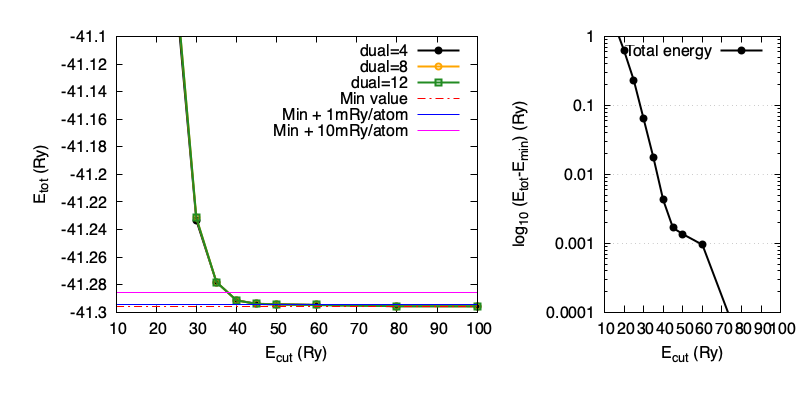 -41.1
-41.12
-41.14
-41.16
-41.18
-41.2
-41.22
-41.24
-41.26
-41.28
-41.3
E_tot (Ry)
10 20 30 40 50 60 70 80 90 100
E_cut (Ry)
dual=4
dual=8
dual=12
Min value
Min + 1mRy/atom
Min + 10mRy/atom
1
0.1
0.01
0.001
0.0001
log_10 (E_tot-E_min) (Ry)
10 20 30 40 50 60 70 80 90 100
E_cut (Ry)
Total energy